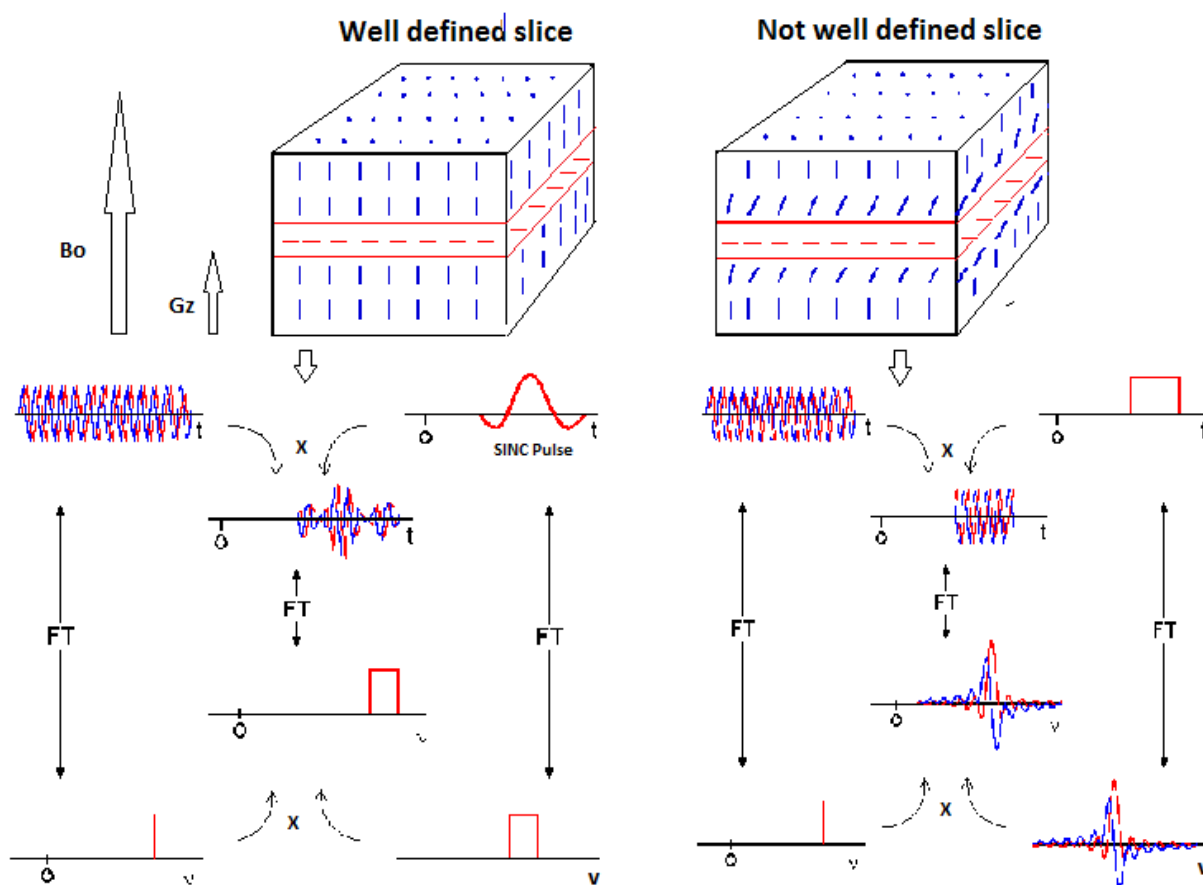 Well defined slice
Not well defined slice
Bo
Gz
t
O
t
SINC Pulse
X
O
t
FT
FT
FT
O
ν
X
O
ν
v
t
O
t
X
O
t
FT
FT
FT
O
ν
X
O
ν
v